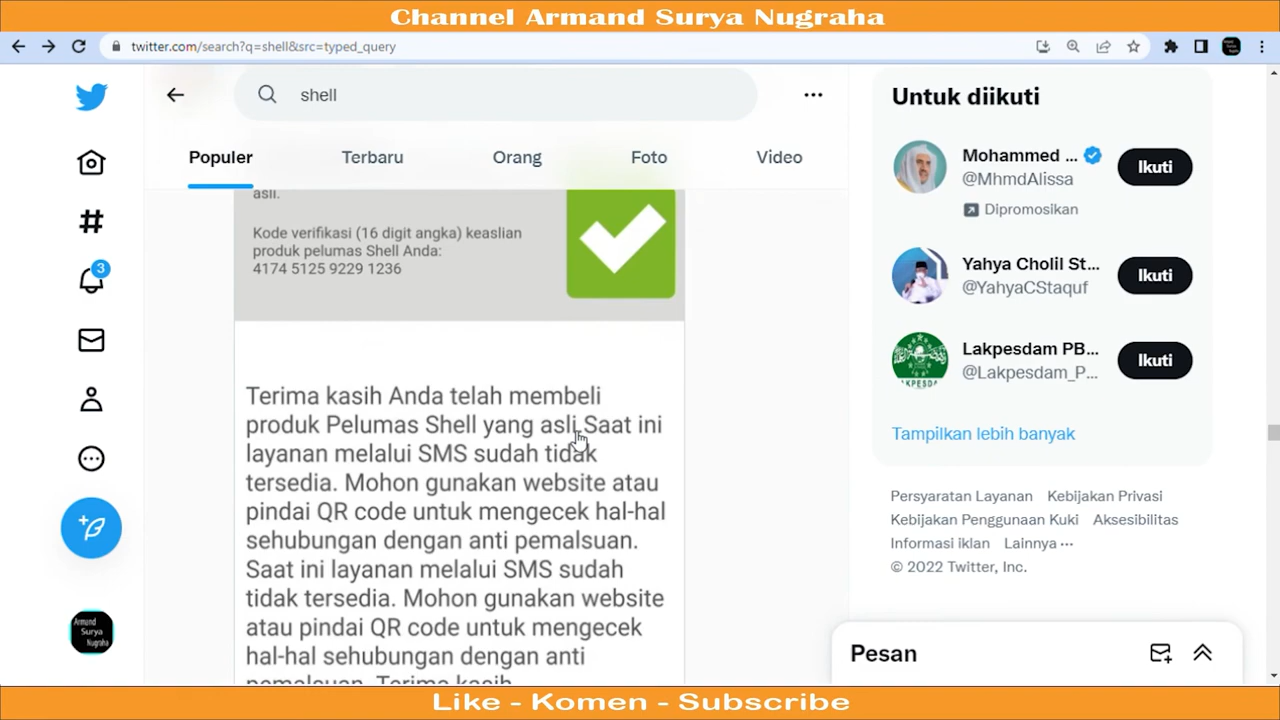 Channel Armand Surya Nugraha
twitter.com/search?q=shell&src=typed_query
shell
Populer
Terbaru
Orang
Foto
Video
asli.
Kode verifikasi (16 digit angka) keaslian
produk pelumas Shell Anda:
4174 5125 9229 1236
Terima kasih Anda telah membeli
produk Pelumas Shell yang asli.Saat ini
layanan melalui SMS sudah tidak
tersedia. Mohon gunakan website atau
pindai QR code untuk mengecek hal-hal
sehubungan dengan anti pemalsuan.
Saat ini layanan melalui SMS sudah
tidak tersedia. Mohon gunakan website
atau pindai QR code untuk mengecek
hal-hal sehubungan dengan anti
pemalsuan. Terima kasih
3
Armand
Surya
Nugraha
Untuk diikuti
Mohammed ...
@MhmdAlissa
Ikuti
Dipromosikan
Yahya Cholil St...
@YahyaCStaquf
Ikuti
Lakpesdam PB...
@Lakpesdam_P...
Ikuti
Tampilkan lebih banyak
Persyaratan Layanan Kebijakan Privasi
Kebijakan Penggunaan Kuki Aksesibilitas
Informasi iklan Lainnya ···
© 2022 Twitter, Inc.
Pesan
Like - Komen - Subscribe